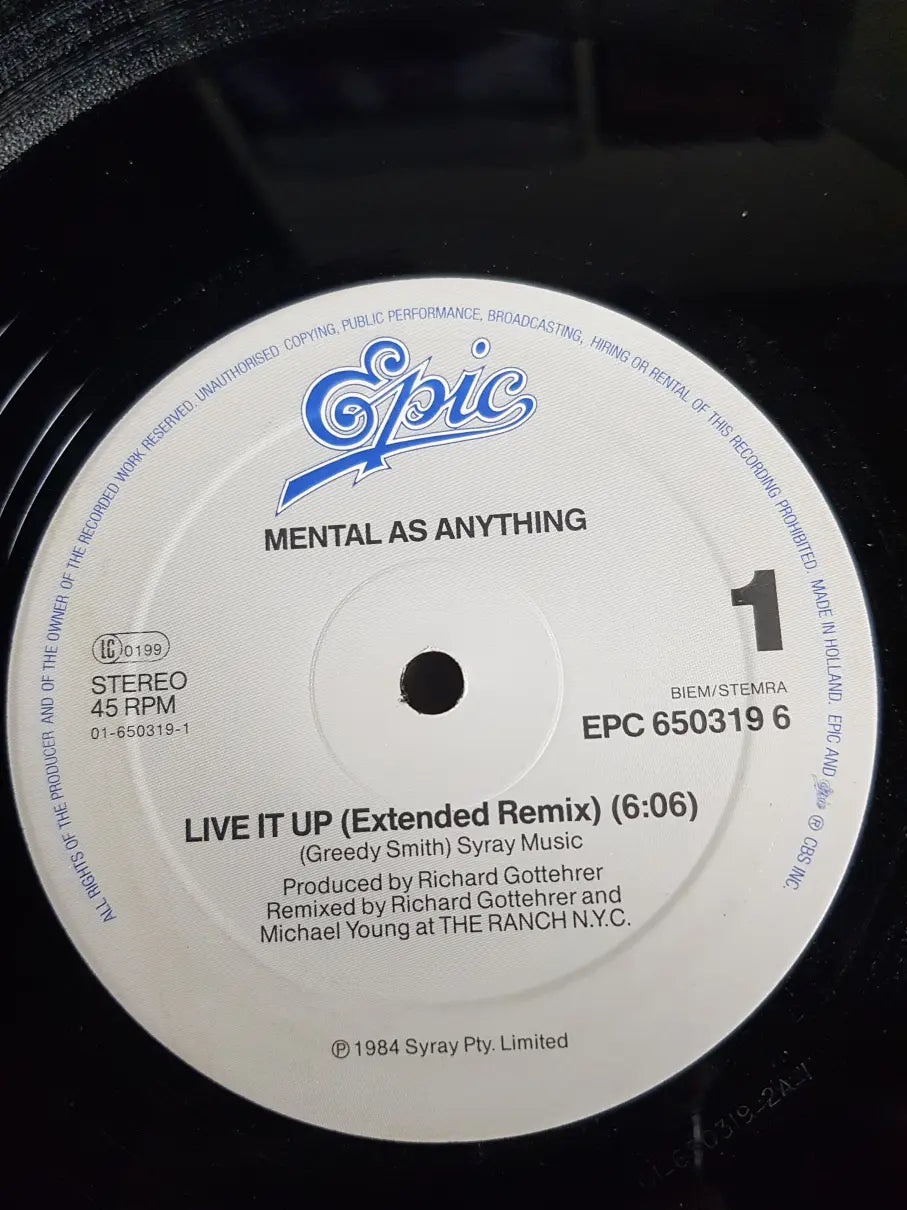 ALL RIGHTS OF THE PRODUCER AND OF THE OWNER OF THE RECORDED WORK RESERVED. UNAUTHORISED COPYING, PUBLIC PERFORMANCE, BROADCASTING, HIRING OR RENTAL OF THIS RECORDING PROHIBITED. MADE IN HOLLAND. EPIC AND Epic ® CBS INC.
Epic
MENTAL AS ANYTHING
1
LC 0199
STEREO
45 RPM
01-650319-1
BIEM/STEMRA
EPC 650319 6
LIVE IT UP (Extended Remix) (6:06)
(Greedy Smith) Syray Music
Produced by Richard Gottehrer
Remixed by Richard Gottehrer and
Michael Young at THE RANCH N.Y.C.
℗ 1984 Syray Pty. Limited